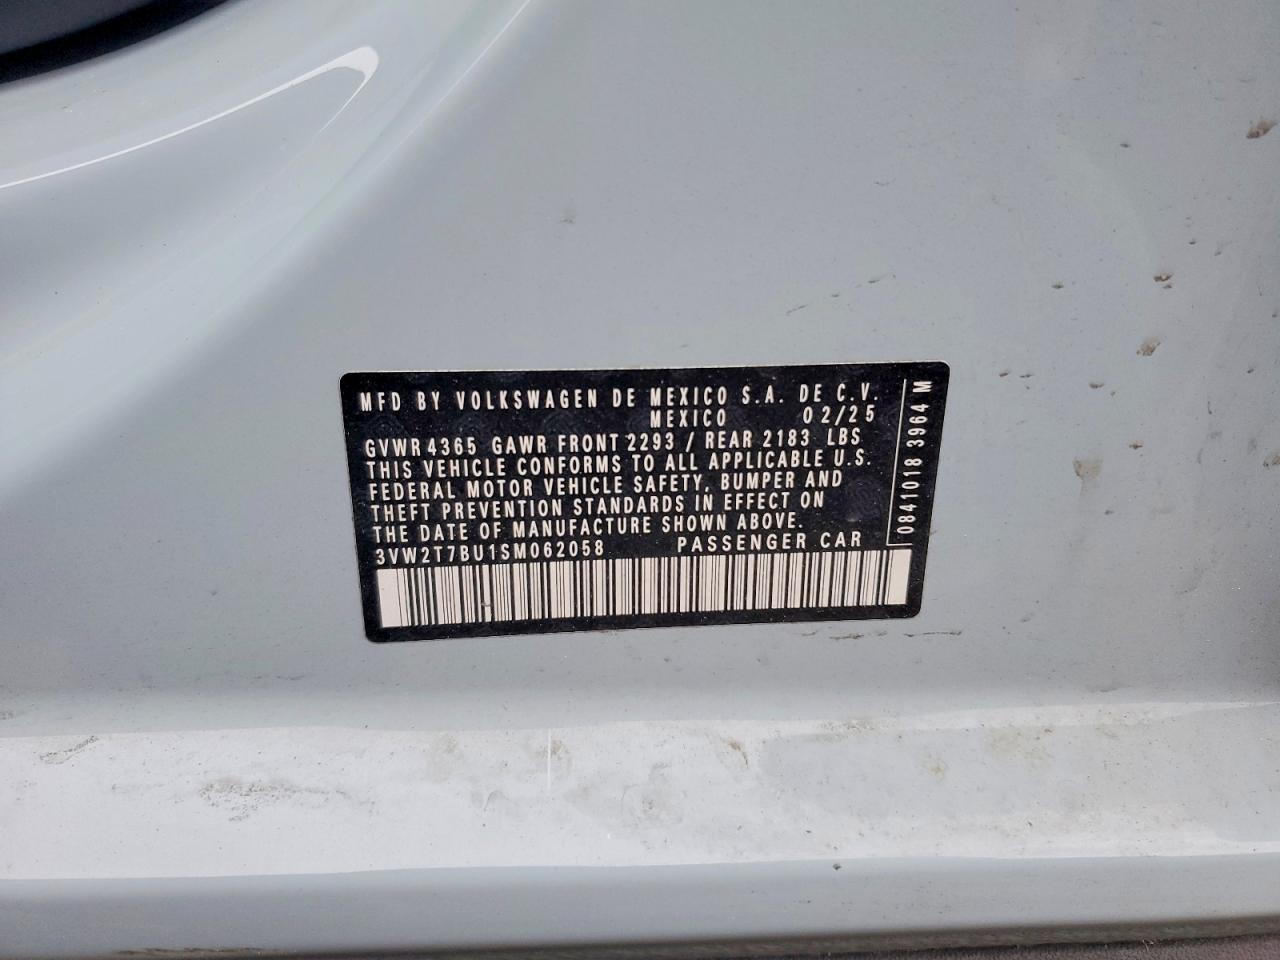 MFD BY VOLKSWAGEN DE MEXICO S.A. DE C.V.
MEXICO 02/25
GVWR 4365 GAWR FRONT 2293 / REAR 2183 LBS
THIS VEHICLE CONFORMS TO ALL APPLICABLE U.S.
FEDERAL MOTOR VEHICLE SAFETY, BUMPER AND
THEFT PREVENTION STANDARDS IN EFFECT ON
THE DATE OF MANUFACTURE SHOWN ABOVE.
3VW2T7BU1SM062058 PASSENGER CAR
0841018 3964 M